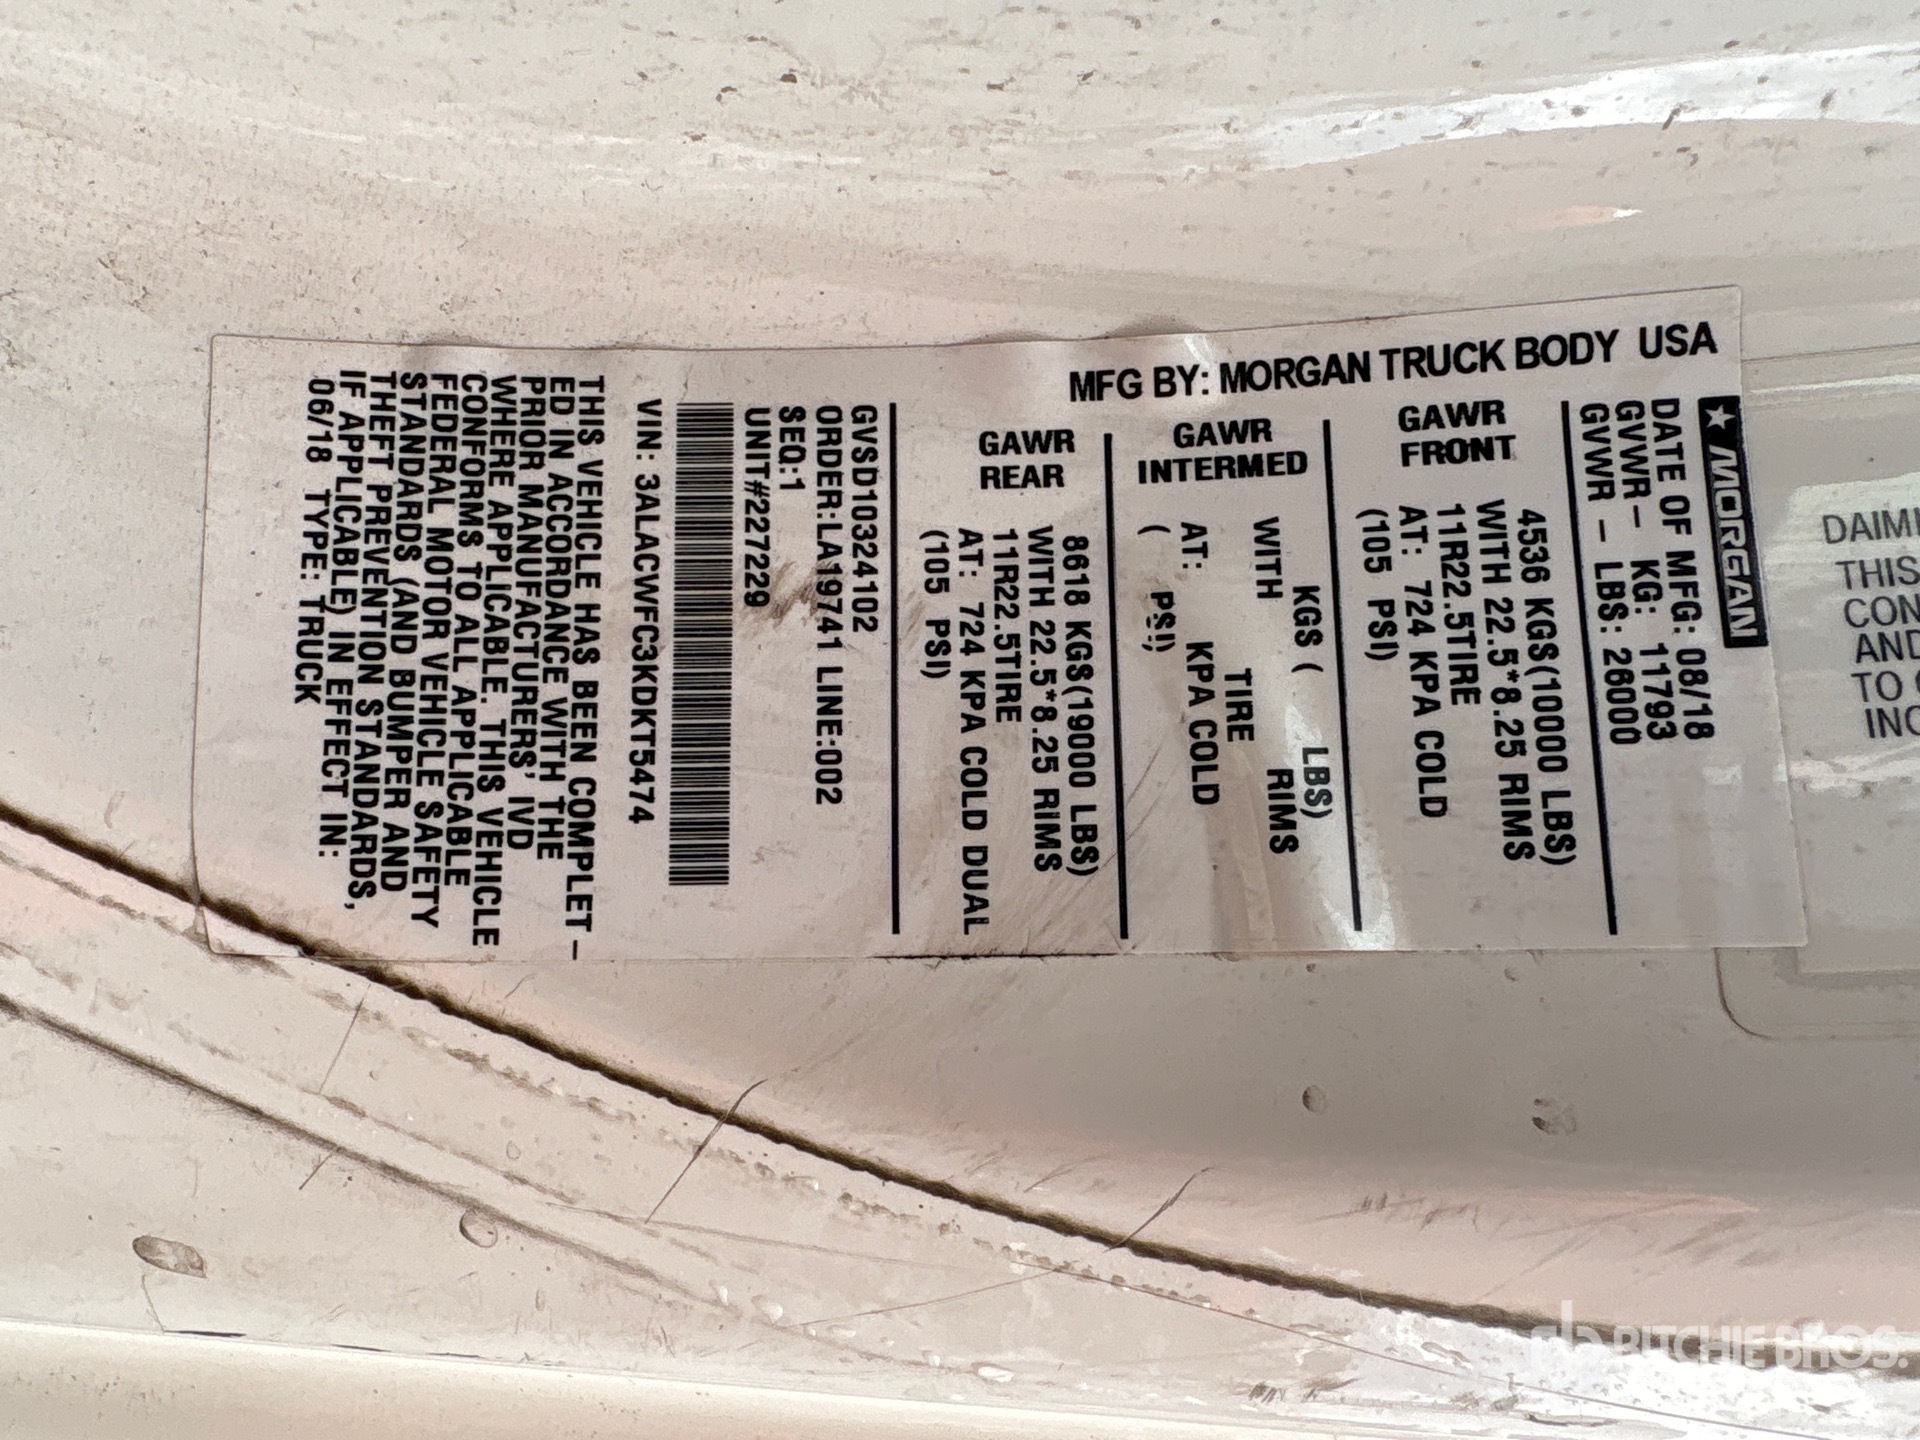 MFG BY: MORGAN TRUCK BODY USA
MORGAN
DATE OF MFG: 08/18
GVWR - KG: 11793
GVWR - LBS: 26000
GAWR
FRONT
4536 KGS(10000 LBS)
WITH 22.5*8.25 RIMS
11R22.5TIRE
AT: 724 KPA COLD
(105 PSI)
GAWR
INTERMED
KGS ( LBS)
WITH RIMS
TIRE
AT: KPA COLD
( PSI)
GAWR
REAR
8618 KGS(19000 LBS)
WITH 22.5*8.25 RIMS
11R22.5TIRE
AT: 724 KPA COLD DUAL
(105 PSI)
GVSD10324102
ORDER:LA19741 LINE:002
SEQ:1
UNIT#227229
VIN: 3ALACWFC3KDKT5474
THIS VEHICLE HAS BEEN COMPLET-
ED IN ACCORDANCE WITH THE
PRIOR MANUFACTURERS' IVD
WHERE APPLICABLE. THIS VEHICLE
CONFORMS TO ALL APPLICABLE
FEDERAL MOTOR VEHICLE SAFETY
STANDARDS (AND BUMPER AND
THEFT PREVENTION STANDARDS,
IF APPLICABLE) IN EFFECT IN:
06/18 TYPE: TRUCK
DAIM
THIS
CON
AND
TO
INC
rb RITCHIE BROS.